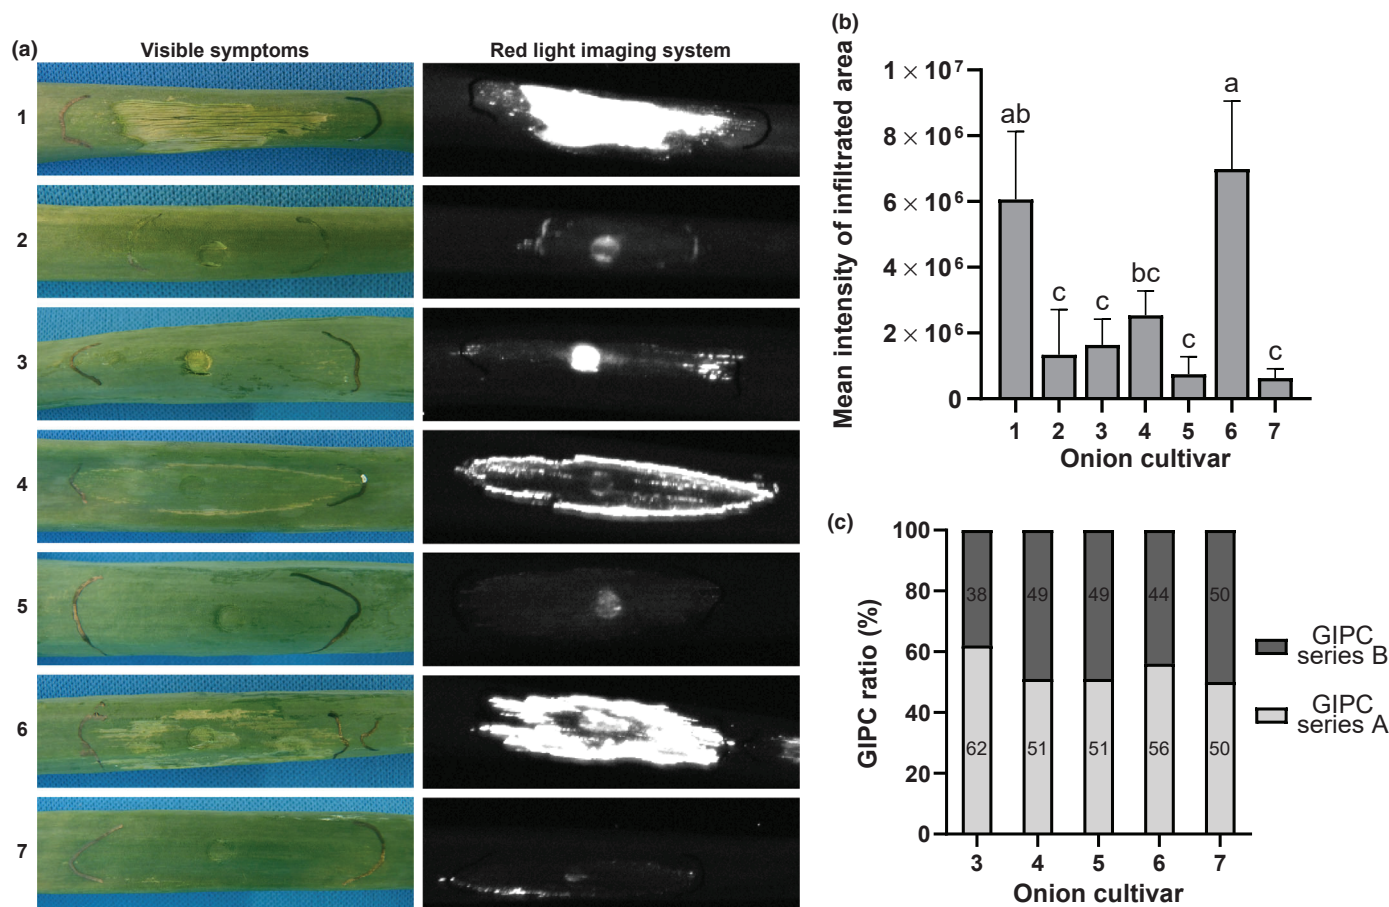 (a)
Visible symptoms
Red light imaging system
1
2
3
4
5
6
7
(b)
Mean intensity of infiltrated area
1 × 10⁷
8 × 10⁶
6 × 10⁶
4 × 10⁶
2 × 10⁶
0
ab
c
c
bc
c
a
c
1 2 3 4 5 6 7
Onion cultivar
(c)
GIPC ratio (%)
100
80
60
40
20
0
38 49 49 44 50
62 51 51 56 50
3 4 5 6 7
Onion cultivar
GIPC
series B
GIPC
series A